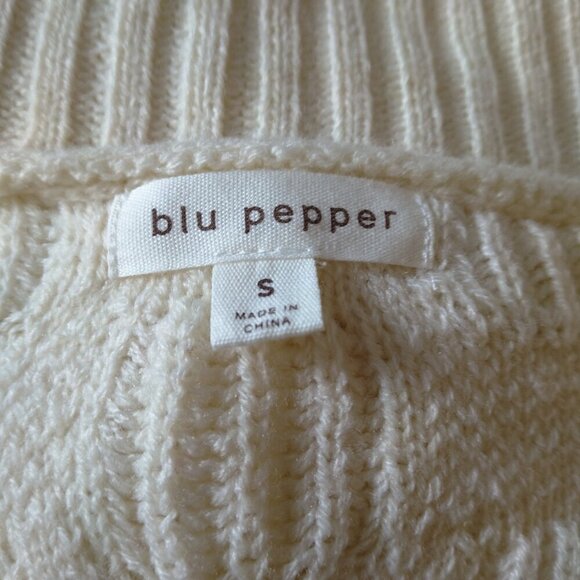 blu pepper
S
MADE IN
CHINA